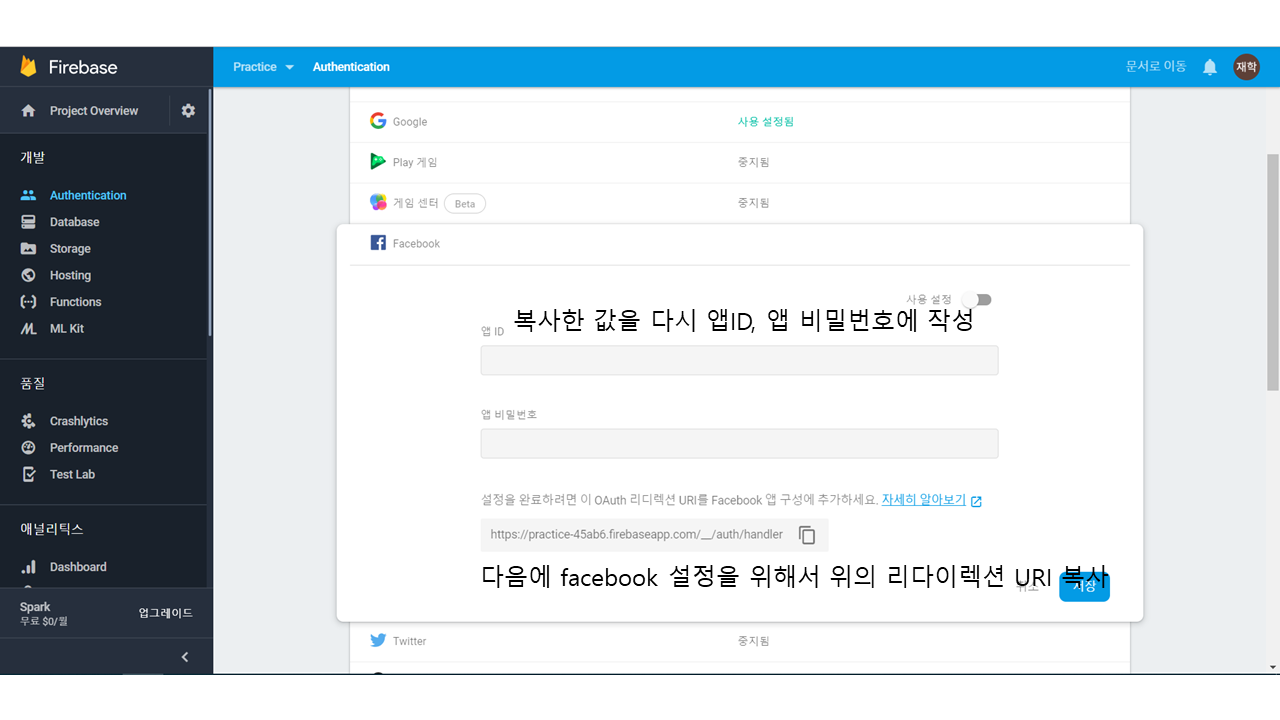 Firebase
Practice Authentication
문서로 이동
재학
Project Overview
개발
Authentication
Database
Storage
Hosting
Functions
ML Kit
품질
Crashlytics
Performance
Test Lab
애널리틱스
Dashboard
Spark
무료 $0/월
업그레이드
Google 사용 설정됨
Play 게임 중지됨
게임 센터 Beta 중지됨
Facebook
사용 설정
복사한 값을 다시 앱ID, 앱 비밀번호에 작성
앱 ID
앱 비밀번호
설정을 완료하려면 이 OAuth 리디렉션 URI를 Facebook 앱 구성에 추가하세요. 자세히 알아보기
https://practice-45ab6.firebaseapp.com/__/auth/handler
다음에 facebook 설정을 위해서 위의 리다이렉션 URI 복사
취소 저장
Twitter 중지됨